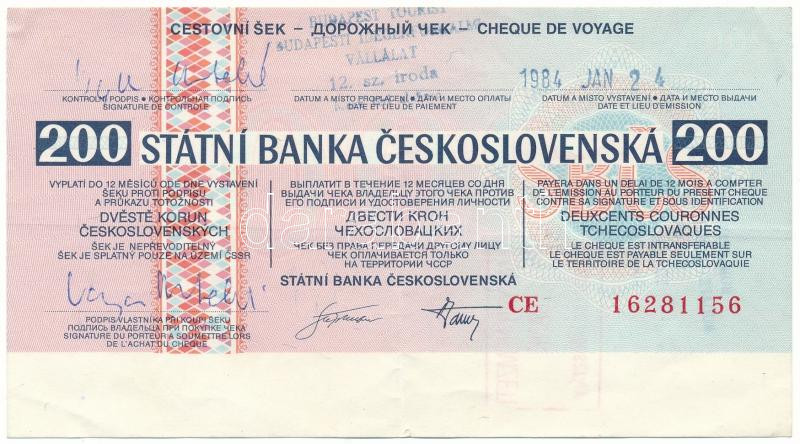 CESTOVNÍ ŠEK – ДОРОЖНЫЙ ЧЕК – CHEQUE DE VOYAGE
BUDAPEST TOURIST
VÁLLALAT
12. sz. iroda
1984 JAN 24
KONTROLNÍ PODPIS • КОНТРОЛЬНАЯ ПОДПИСЬ
SIGNATURE DE CONTROLE
DATUM A MÍSTO PROPLACENÍ • ДАТА И МЕСТО ОПЛАТЫ
DATE ET LIEU DE PAIEMENT
DATUM A MÍSTO VYSTAVENÍ • ДАТА И МЕСТО ВЫДАЧИ
DATE ET LIEU D'EMISSION
200 STÁTNÍ BANKA ČESKOSLOVENSKÁ 200
SBČS
VYPLATÍ DO 12 MĚSÍCŮ ODE DNE VYSTAVENÍ
ŠEKU PROTI PODPISU
A PRŮKAZU TOTOŽNOSTI
DVĚSTĚ KORUN
ČESKOSLOVENSKÝCH
ŠEK JE NEPŘEVODITELNÝ
ŠEK JE SPLATNÝ POUZE NA ÚZEMÍ ČSSR
ВЫПЛАТИТ В ТЕЧЕНИЕ 12 МЕСЯЦЕВ СО ДНЯ
ВЫДАЧИ ЧЕКА ВЛАДЕЛЬЦУ ЭТОГО ЧЕКА ПРОТИВ
ЕГО ПОДПИСИ И УДОСТОВЕРЕНИЯ ЛИЧНОСТИ
ДВЕСТИ КРОН
ЧЕХОСЛОВАЦКИХ
ЧЕК БЕЗ ПРАВА ПЕРЕДАЧИ ДРУГОМУ ЛИЦУ
ЧЕК ОПЛАЧИВАЕТСЯ ТОЛЬКО
НА ТЕРРИТОРИИ ЧССР
PAYERA DANS UN DELAI DE 12 MOIS A COMPTER
DE L'EMISSION AU PORTEUR DU PRESENT CHEQUE
CONTRE SA SIGNATURE ET SOUS IDENTIFICATION
DEUXCENTS COURONNES
TCHECOSLOVAQUES
LE CHEQUE EST INTRANSFERABLE
LE CHEQUE EST PAYABLE SEULEMENT SUR
LE TERRITOIRE DE LA TCHECOSLOVAQUIE
darabanth
STÁTNÍ BANKA ČESKOSLOVENSKÁ
CE 16281156
PODPIS VLASTNÍKA PŘI KOUPI ŠEKU
ПОДПИСЬ ВЛАДЕЛЬЦА ПРИ ПОКУПКЕ ЧЕКА
SIGNATURE DU PORTEUR A SOUMETTRE LORS
DE L'ACHAT DU CHEQUE